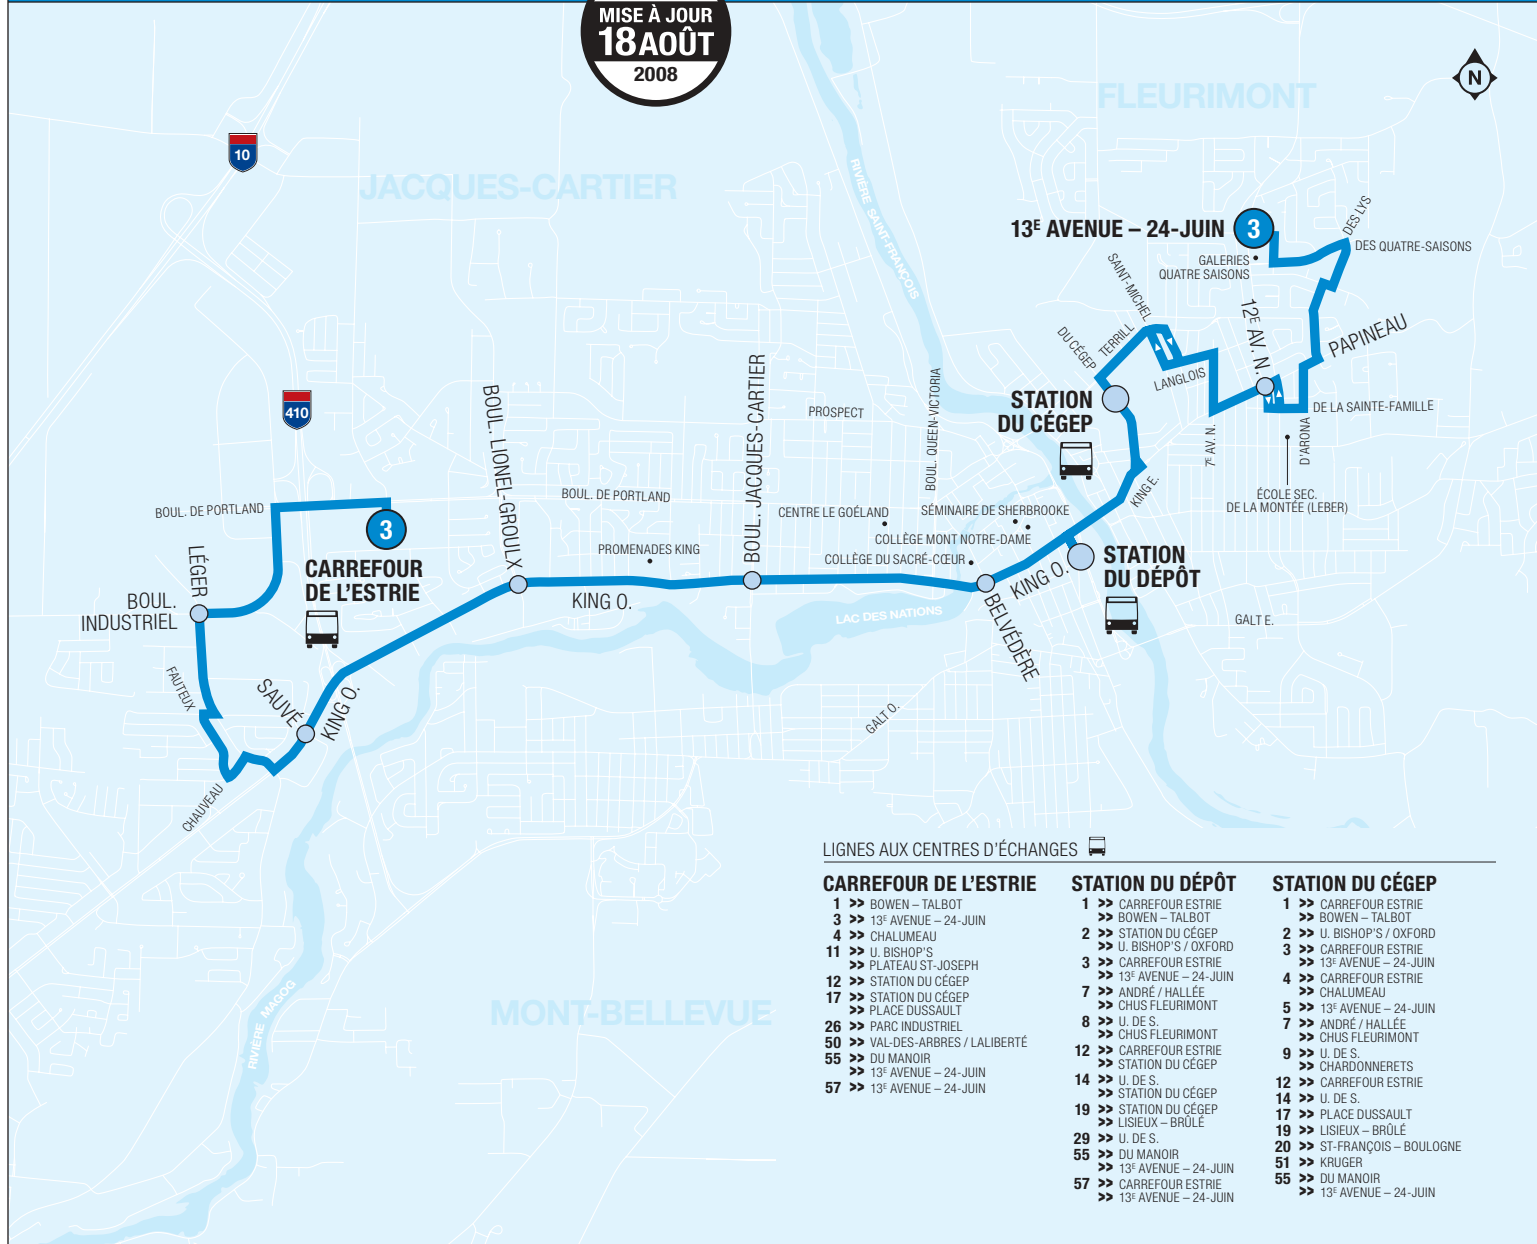 MISE À JOUR
18 AOÛT
2008
N
FLEURIMONT
10
JACQUES-CARTIER
RIVIÈRE SAINT-FRANÇOIS
13E AVENUE – 24-JUIN
3
DES LYS
DES QUATRE-SAISONS
GALERIES
QUATRE SAISONS
SAINT-MICHEL
12E AV. N.
DU CÉGEP
TERRILL
PAPINEAU
LANGLOIS
410
BOUL. LIONEL-GROULX
BOUL. JACQUES-CARTIER
PROSPECT
BOUL. QUEEN-VICTORIA
STATION
DU CÉGEP
DE LA SAINTE-FAMILLE
7E AV. N.
D'ARONA
KING E.
ÉCOLE SEC.
DE LA MONTÉE (LEBER)
BOUL. DE PORTLAND
BOUL. DE PORTLAND
3
CARREFOUR
DE L'ESTRIE
CENTRE LE GOÉLAND
SÉMINAIRE DE SHERBROOKE
COLLÈGE MONT NOTRE-DAME
COLLÈGE DU SACRÉ-CŒUR
PROMENADES KING
LÉGER
BOUL.
INDUSTRIEL
KING O.
KING O.
STATION
DU DÉPÔT
LAC DES NATIONS
BELVÉDÈRE
GALT E.
FAUTEUX
SAUVÉ
KING O.
GALT O.
CHAUVEAU
RIVIÈRE MAGOG
MONT-BELLEVUE
LIGNES AUX CENTRES D'ÉCHANGES
CARREFOUR DE L'ESTRIE
1 >> BOWEN – TALBOT
3 >> 13E AVENUE – 24-JUIN
4 >> CHALUMEAU
11 >> U. BISHOP'S
>> PLATEAU ST-JOSEPH
12 >> STATION DU CÉGEP
17 >> STATION DU CÉGEP
>> PLACE DUSSAULT
26 >> PARC INDUSTRIEL
50 >> VAL-DES-ARBRES / LALIBERTÉ
55 >> DU MANOIR
>> 13E AVENUE – 24-JUIN
57 >> 13E AVENUE – 24-JUIN
STATION DU DÉPÔT
1 >> CARREFOUR ESTRIE
>> BOWEN – TALBOT
2 >> STATION DU CÉGEP
>> U. BISHOP'S / OXFORD
3 >> CARREFOUR ESTRIE
>> 13E AVENUE – 24-JUIN
7 >> ANDRÉ / HALLÉE
>> CHUS FLEURIMONT
8 >> U. DE S.
>> CHUS FLEURIMONT
12 >> CARREFOUR ESTRIE
>> STATION DU CÉGEP
14 >> U. DE S.
>> STATION DU CÉGEP
19 >> STATION DU CÉGEP
>> LISIEUX – BRÛLÉ
29 >> U. DE S.
55 >> DU MANOIR
>> 13E AVENUE – 24-JUIN
57 >> CARREFOUR ESTRIE
>> 13E AVENUE – 24-JUIN
STATION DU CÉGEP
1 >> CARREFOUR ESTRIE
>> BOWEN – TALBOT
2 >> U. BISHOP'S / OXFORD
3 >> CARREFOUR ESTRIE
>> 13E AVENUE – 24-JUIN
4 >> CARREFOUR ESTRIE
>> CHALUMEAU
5 >> 13E AVENUE – 24-JUIN
7 >> ANDRÉ / HALLÉE
>> CHUS FLEURIMONT
9 >> U. DE S.
>> CHARDONNERETS
12 >> CARREFOUR ESTRIE
14 >> U. DE S.
17 >> PLACE DUSSAULT
19 >> LISIEUX – BRÛLÉ
20 >> ST-FRANÇOIS – BOULOGNE
51 >> KRUGER
55 >> DU MANOIR
>> 13E AVENUE – 24-JUIN